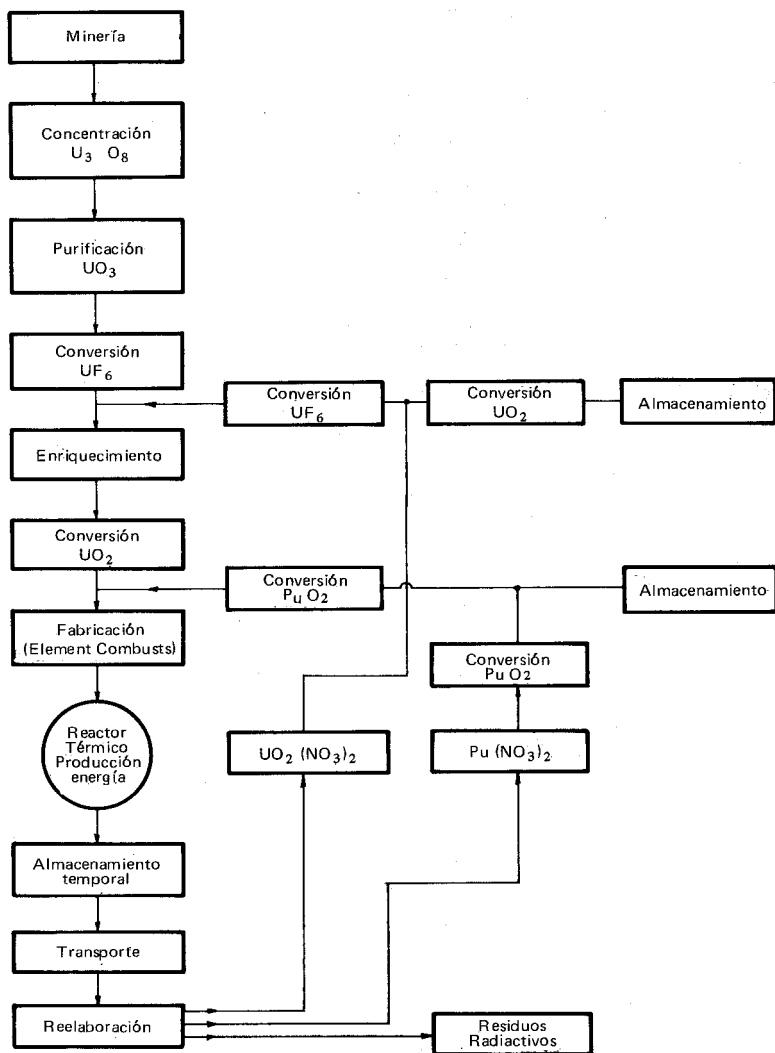 Minería
Concentración
U3 O8
Purificación
UO3
Conversión
UF6
Conversión
UF6
Conversión
UO2
Almacenamiento
Enriquecimiento
Conversión
UO2
Conversión
Pu O2
Almacenamiento
Fabricación
(Element Combusts)
Conversión
Pu O2
Reactor
Térmico
Producción
energía
UO2 (NO3)2
Pu (NO3)2
Almacenamiento
temporal
Transporte
Reelaboración
Residuos
Radiactivos